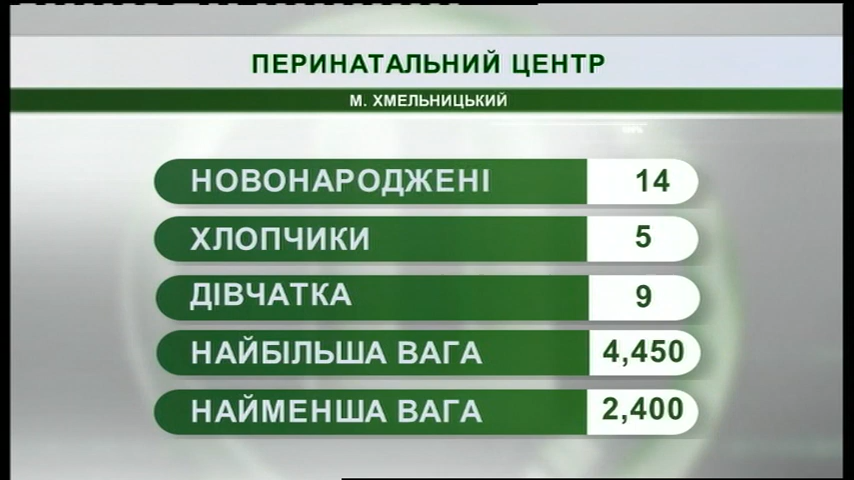 ПЕРИНАТАЛЬНИЙ ЦЕНТР
М. ХМЕЛЬНИЦЬКИЙ
НОВОНАРОДЖЕНІ 14
ХЛОПЧИКИ 5
ДІВЧАТКА 9
НАЙБІЛЬША ВАГА 4,450
НАЙМЕНША ВАГА 2,400